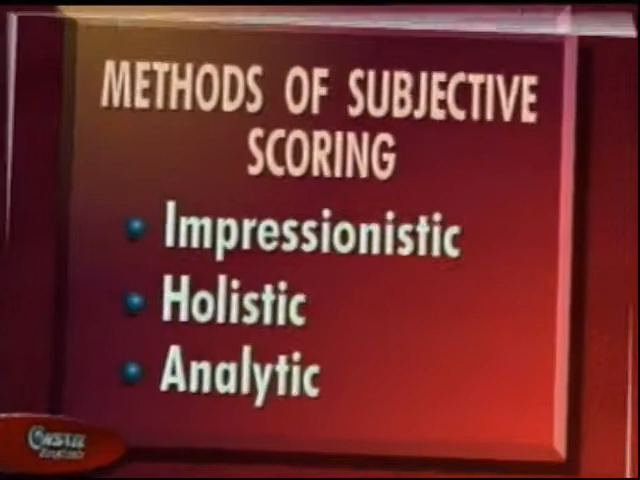 METHODS OF SUBJECTIVE
SCORING
Impressionistic
Holistic
Analytic